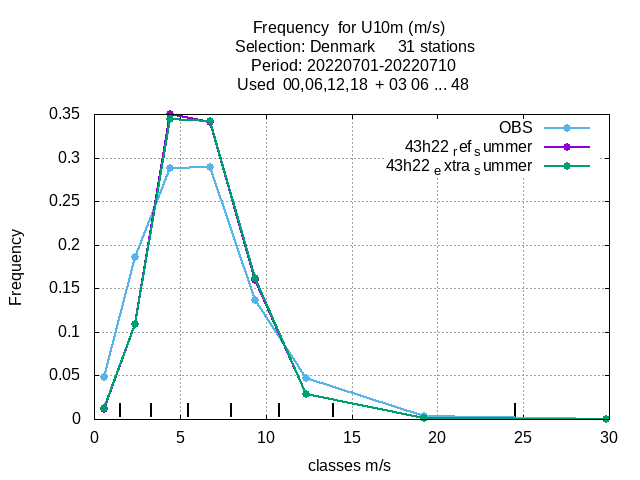 Frequency for U10m (m/s)
Selection: Denmark 31 stations
Period: 20220701-20220710
Used 00,06,12,18 + 03 06 ... 48
0.35
0.3
0.25
0.2
0.15
0.1
0.05
0
Frequency
OBS
43h22 ref summer
43h22 extra summer
0 5 10 15 20 25 30
classes m/s